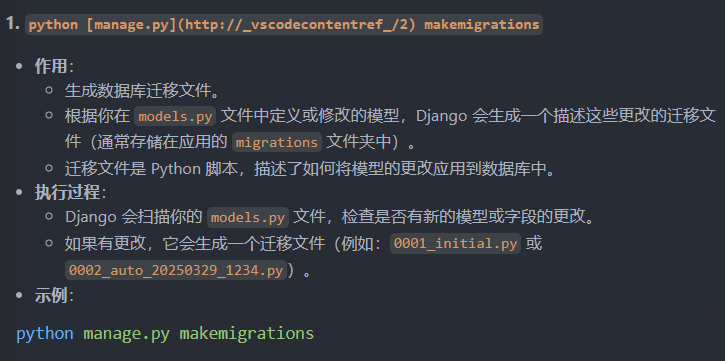 1. python [manage.py](http://_vscodecontentref_/2) makemigrations
• 作用：
◦ 生成数据库迁移文件。
◦ 根据你在 models.py 文件中定义或修改的模型，Django 会生成一个描述这些更改的迁移文
件（通常存储在应用的 migrations 文件夹中）。
◦ 迁移文件是 Python 脚本，描述了如何将模型的更改应用到数据库中。
• 执行过程：
◦ Django 会扫描你的 models.py 文件，检查是否有新的模型或字段的更改。
◦ 如果有更改，它会生成一个迁移文件（例如：0001_initial.py 或
0002_auto_20250329_1234.py）。
• 示例：
python manage.py makemigrations